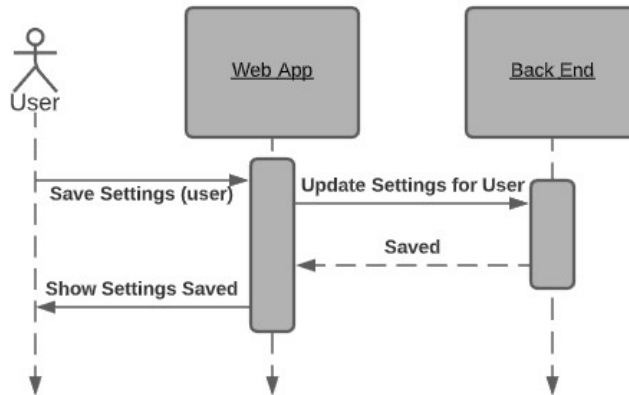 Web App
Back End
User
Save Settings (user)
Update Settings for User
Saved
Show Settings Saved